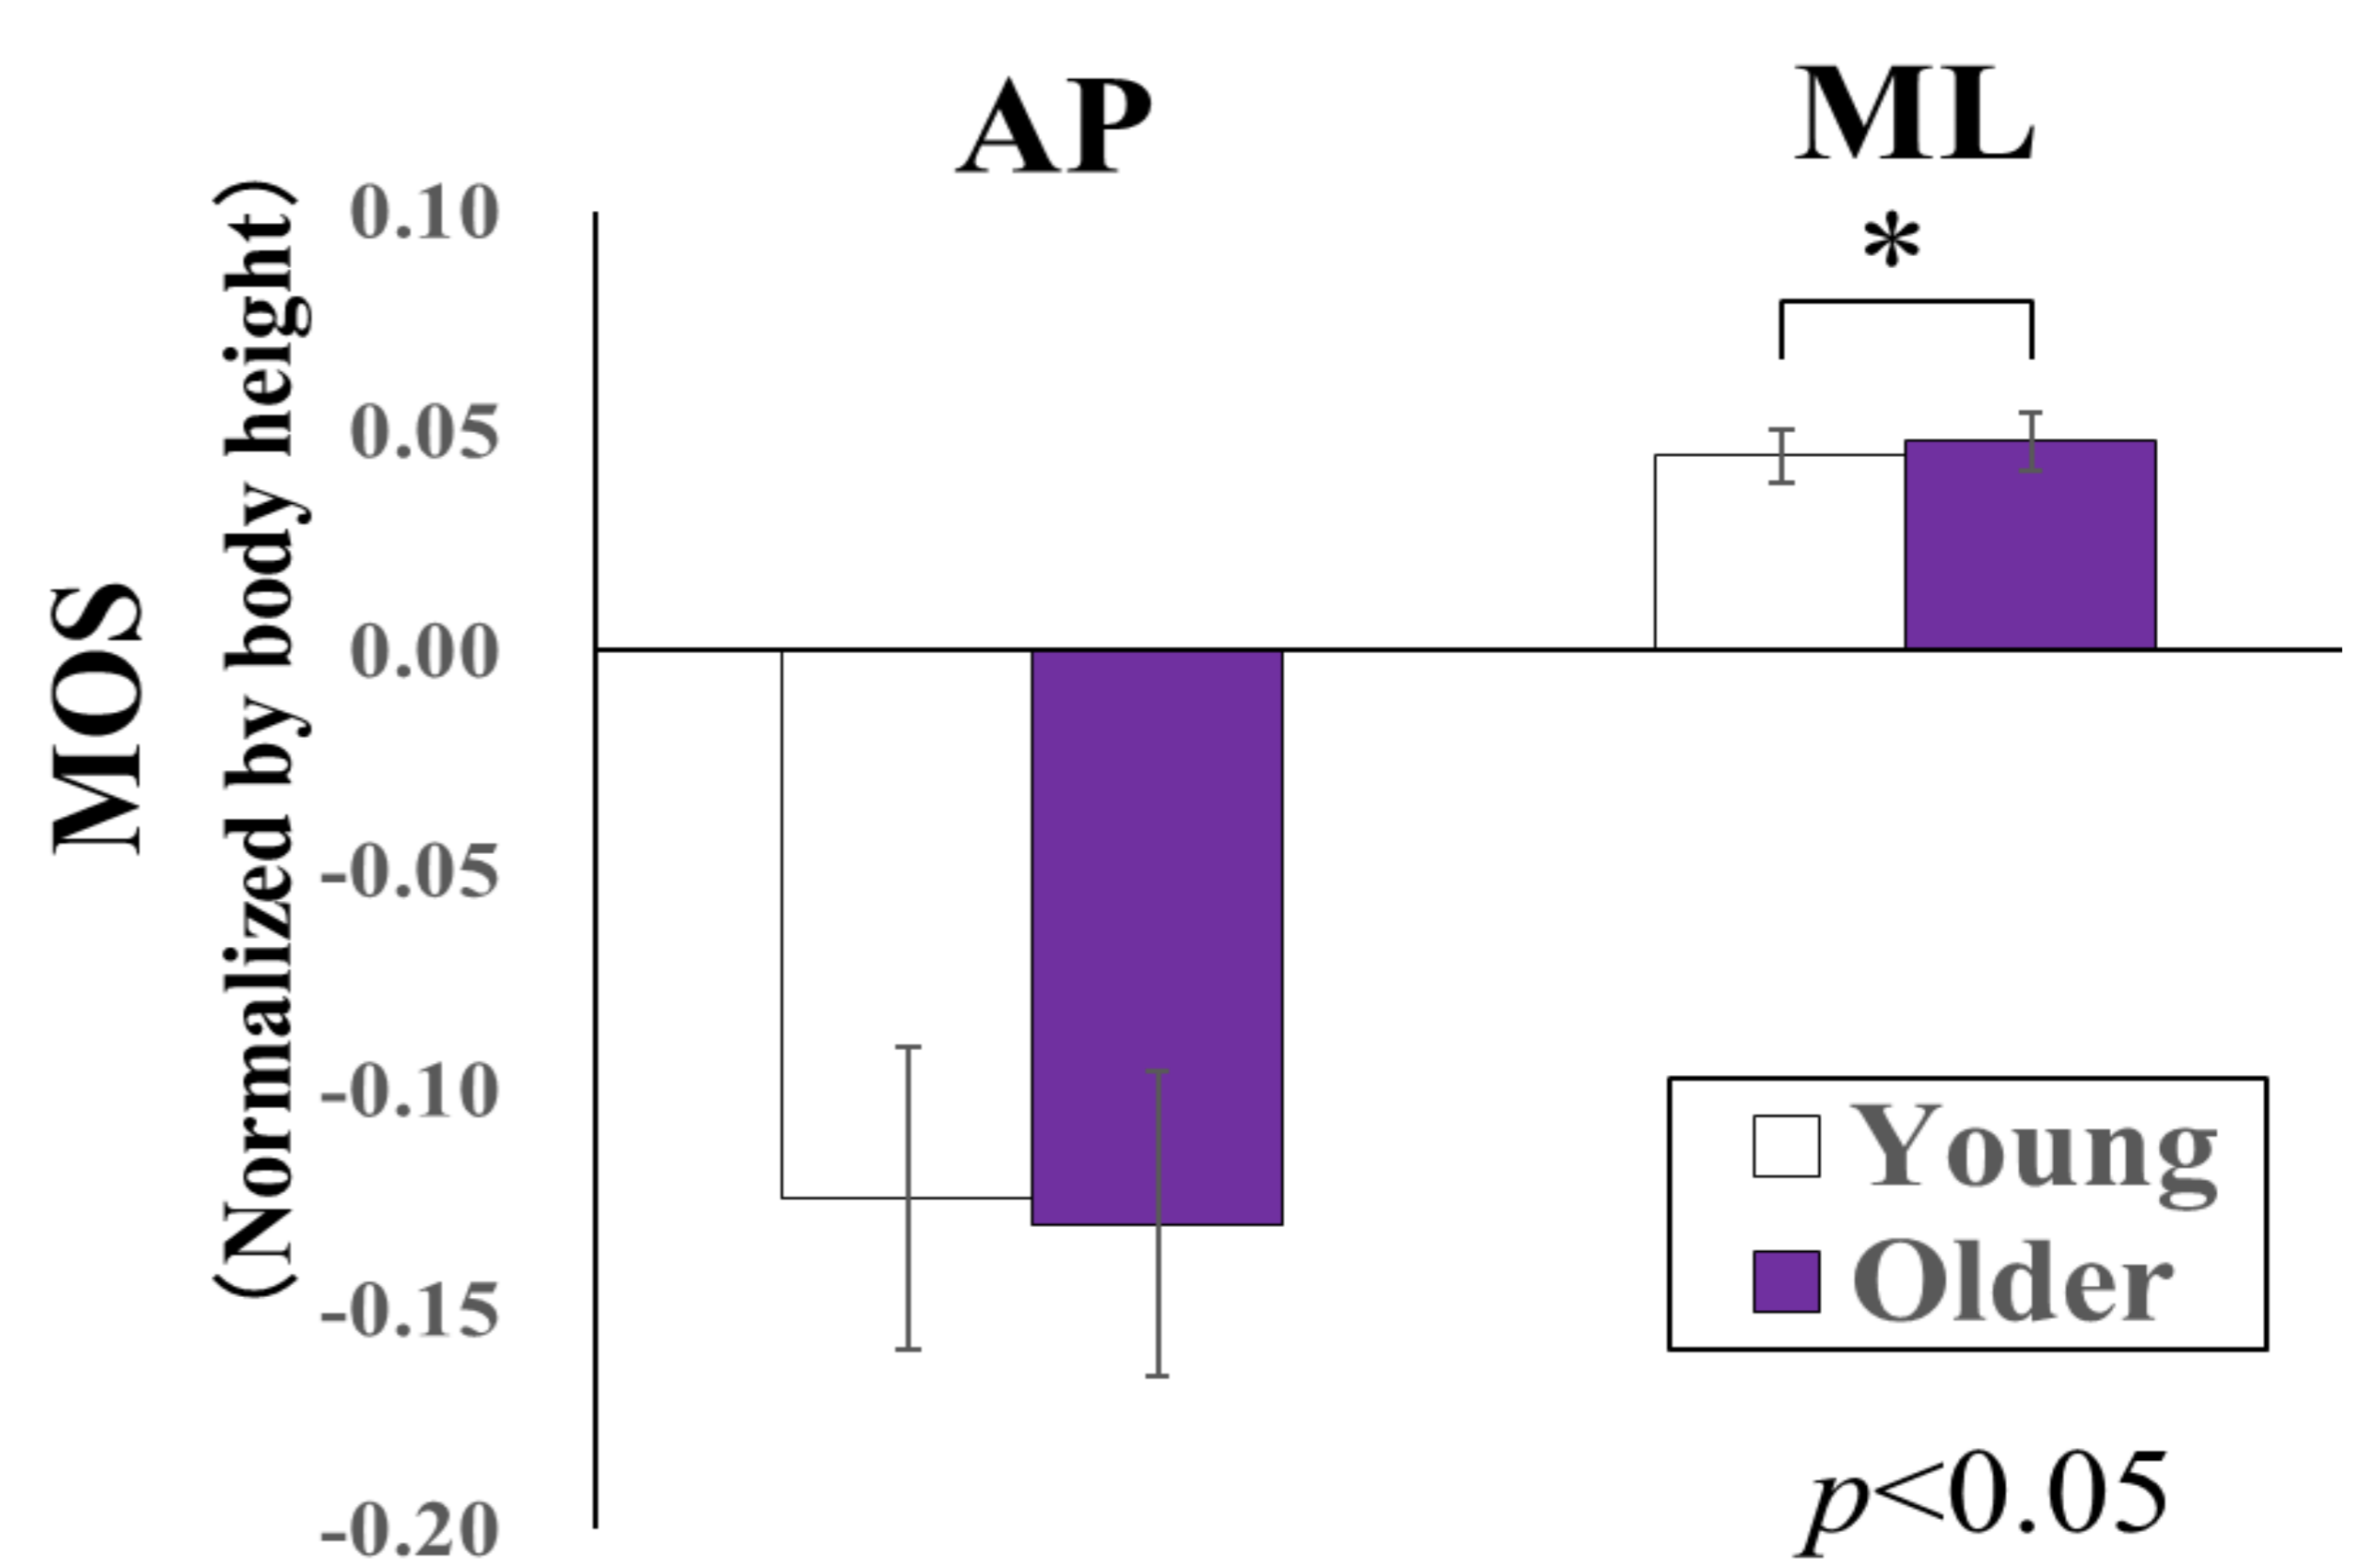 AP
ML
*
MOS
(Normalized by body height)
0.10
0.05
0.00
-0.05
-0.10
-0.15
-0.20
Young
Older
p<0.05